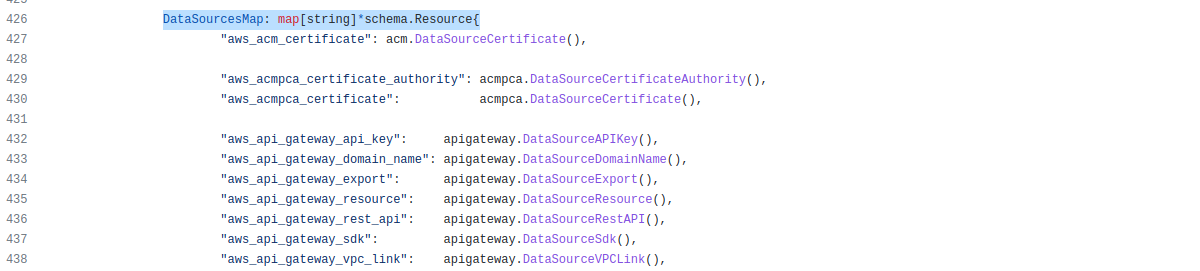 425
426 DataSourcesMap: map[string]*schema.Resource{
427 "aws_acm_certificate": acm.DataSourceCertificate(),
428
429 "aws_acmpca_certificate_authority": acmpca.DataSourceCertificateAuthority(),
430 "aws_acmpca_certificate": acmpca.DataSourceCertificate(),
431
432 "aws_api_gateway_api_key": apigateway.DataSourceAPIKey(),
433 "aws_api_gateway_domain_name": apigateway.DataSourceDomainName(),
434 "aws_api_gateway_export": apigateway.DataSourceExport(),
435 "aws_api_gateway_resource": apigateway.DataSourceResource(),
436 "aws_api_gateway_rest_api": apigateway.DataSourceRestAPI(),
437 "aws_api_gateway_sdk": apigateway.DataSourceSdk(),
438 "aws_api_gateway_vpc_link": apigateway.DataSourceVPCLink(),